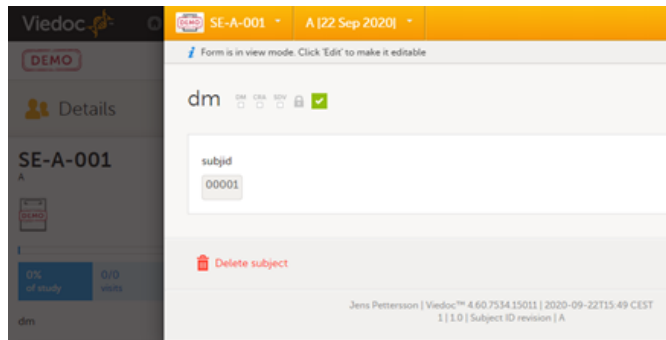 Viedoc
DEMO
Details
SE-A-001
A
DEMO
0%
of study
0/0
visits
dm
DEMO
SE-A-001
A [22 Sep 2020]
i Form is in view mode. Click 'Edit' to make it editable
dm
DM CRA SDV
subjid
00001
Delete subject
Jens Pettersson | Viedoc™ 4.60.7534.15011 | 2020-09-22T15:49 CEST
1 | 1.0 | Subject ID revision | A